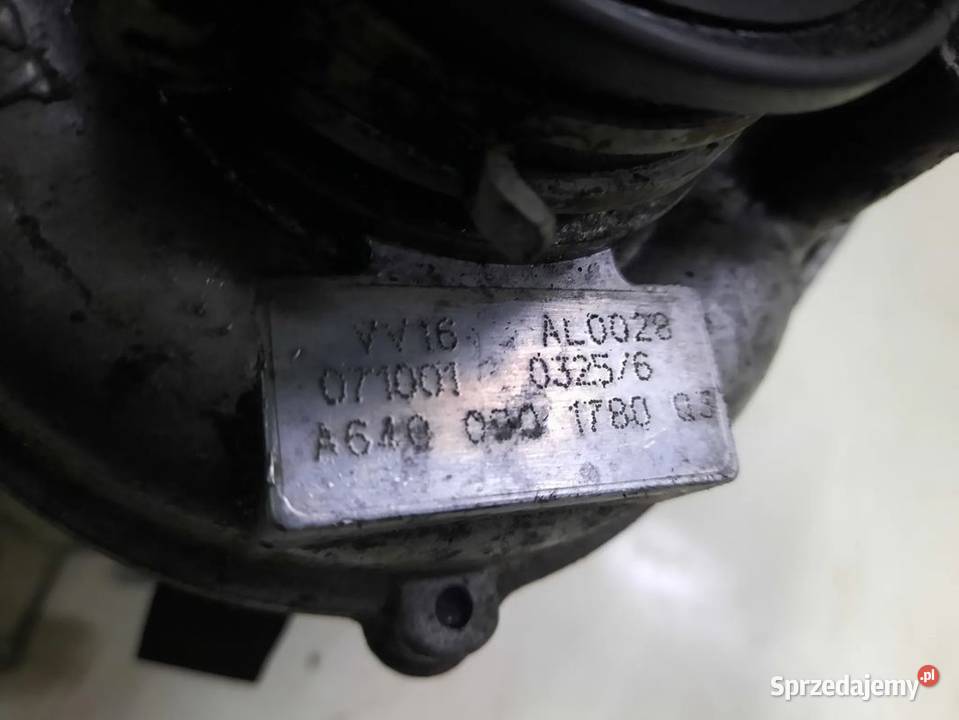 VV16 AL0028
071001 0325/6
A640 090 1780 Q3
Sprzedajemy.pl